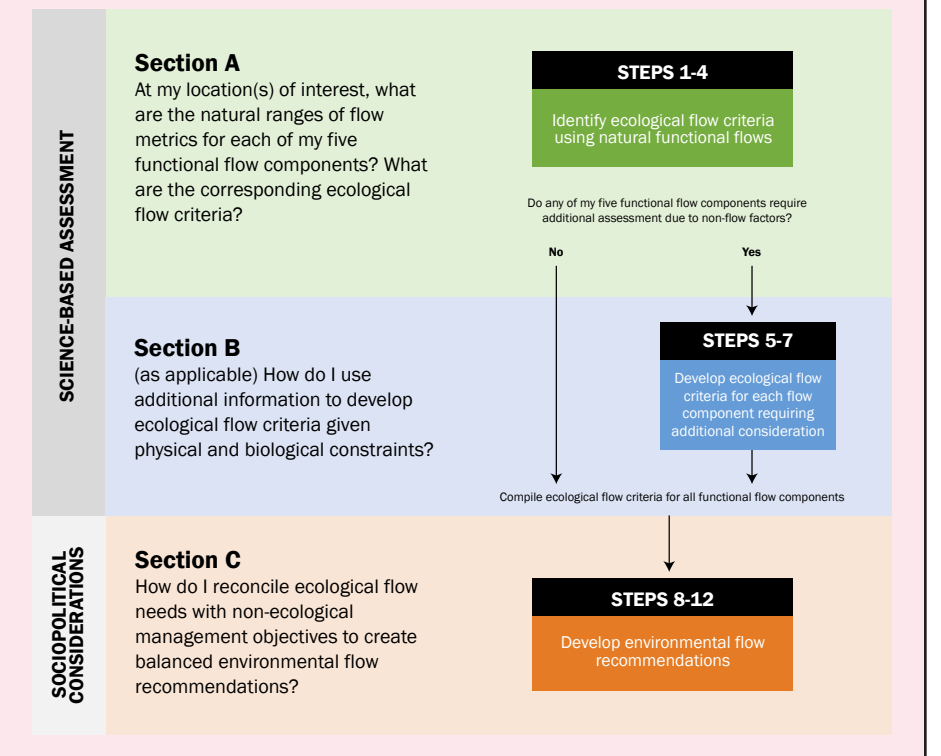 SCIENCE-BASED ASSESSMENT
Section A
At my location(s) of interest, what
are the natural ranges of flow
metrics for each of my five
functional flow components? What
are the corresponding ecological
flow criteria?
STEPS 1-4
Identify ecological flow criteria
using natural functional flows
Do any of my five functional flow components require
additional assessment due to non-flow factors?
No
Yes
Section B
(as applicable) How do I use
additional information to develop
ecological flow criteria given
physical and biological constraints?
STEPS 5-7
Develop ecological flow
criteria for each flow
component requiring
additional consideration
Compile ecological flow criteria for all functional flow components
SOCIOPOLITICAL
CONSIDERATIONS
Section C
How do I reconcile ecological flow
needs with non-ecological
management objectives to create
balanced environmental flow
recommendations?
STEPS 8-12
Develop environmental flow
recommendations